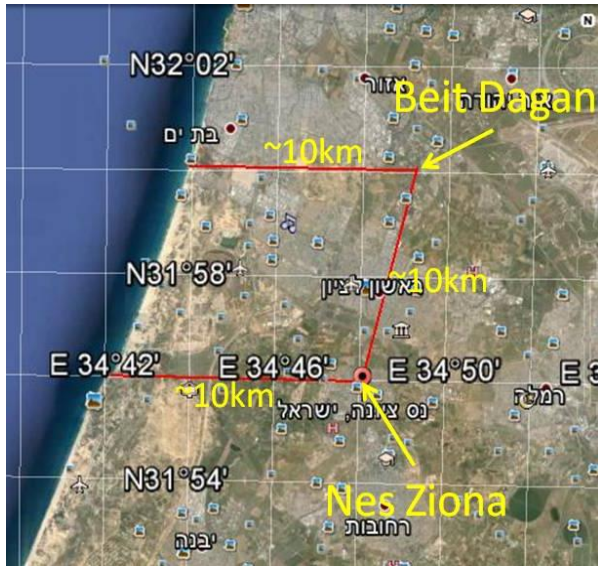 N
N32°02'
אזור
Beit Dagan
בת ים
~10km
N31°58'
ראשון לציון
~10km
E 34°42'
E 34°46'
E 34°50'
E 3
~10km
נס ציונה, ישראל
רמלה
N31°54'
Nes Ziona
רחובות
יבנה